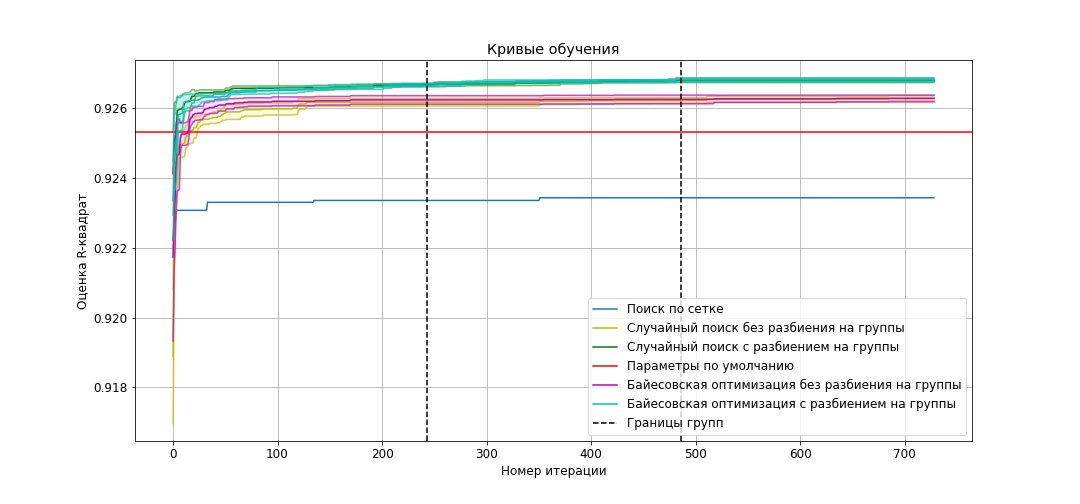 Кривые обучения
0.926
0.924
0.922
0.920
0.918
Оценка R-квадрат
0 100 200 300 400 500 600 700
Номер итерации
Поиск по сетке
Случайный поиск без разбиения на группы
Случайный поиск с разбиением на группы
Параметры по умолчанию
Байесовская оптимизация без разбиения на группы
Байесовская оптимизация с разбиением на группы
Границы групп